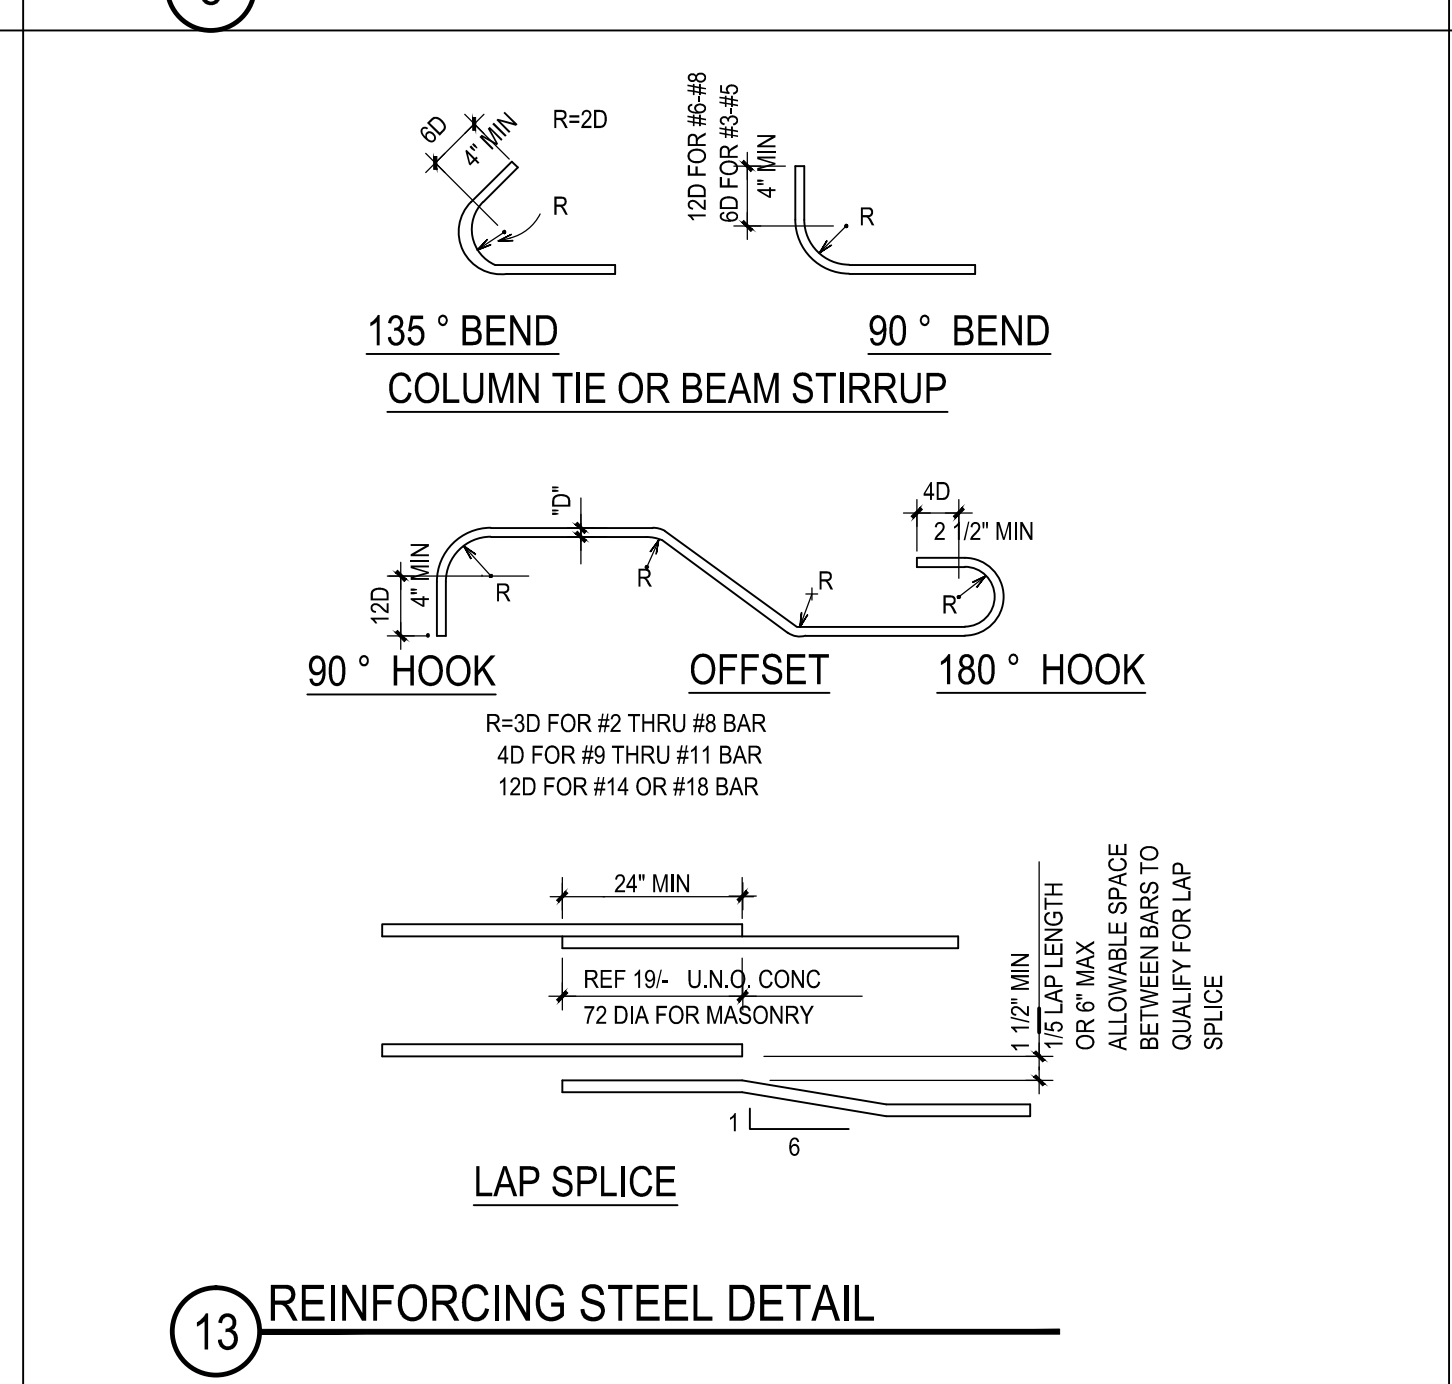 6D
4" MIN
R=2D
R
12D FOR #6-#8
6D FOR #3-#5
4" MIN
R
135 ° BEND
90 ° BEND
COLUMN TIE OR BEAM STIRRUP
"D"
4D
2 1/2" MIN
12D
4" MIN
R
R
R
R
90 ° HOOK
OFFSET
180 ° HOOK
R=3D FOR #2 THRU #8 BAR
4D FOR #9 THRU #11 BAR
12D FOR #14 OR #18 BAR
24" MIN
REF 19/- U.N.O. CONC
72 DIA FOR MASONRY
1 1/2" MIN
1/5 LAP LENGTH
OR 6" MAX
ALLOWABLE SPACE
BETWEEN BARS TO
QUALIFY FOR LAP
SPLICE
1
6
LAP SPLICE
13
REINFORCING STEEL DETAIL